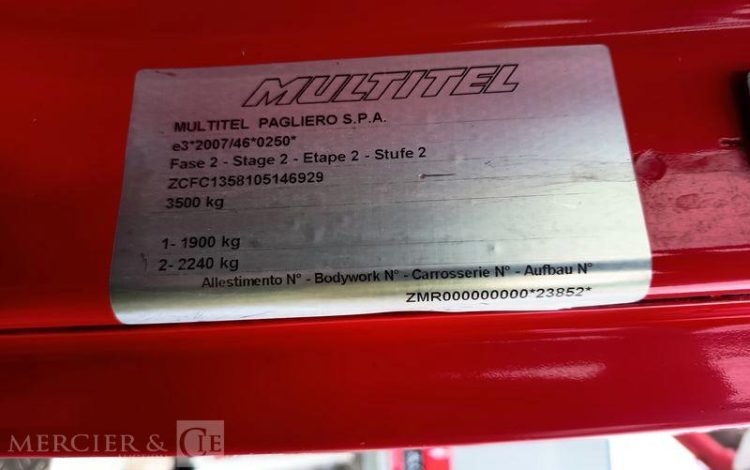 MULTITEL
MULTITEL PAGLIERO S.P.A.
e3*2007/46*0250*
Fase 2 - Stage 2 - Etape 2 - Stufe 2
ZCFC1358105146929
3500 kg
1- 1900 kg
2- 2240 kg
Allestimento N° - Bodywork N° - Carrosserie N° - Aufbau N°
ZMR000000000*23852*
MERCIER & CIE